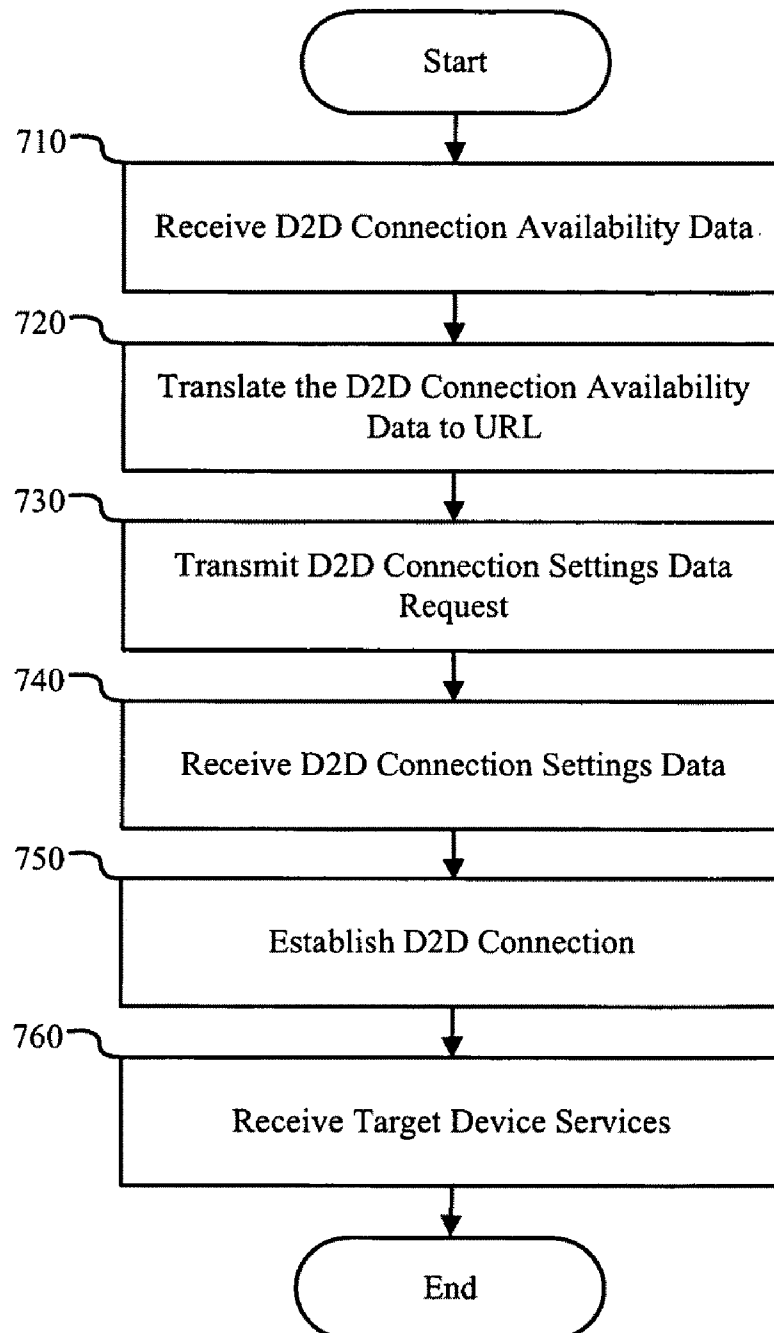 Start
710
Receive D2D Connection Availability Data
720
Translate the D2D Connection Availability
Data to URL
730
Transmit D2D Connection Settings Data
Request
740
Receive D2D Connection Settings Data
750
Establish D2D Connection
760
Receive Target Device Services
End